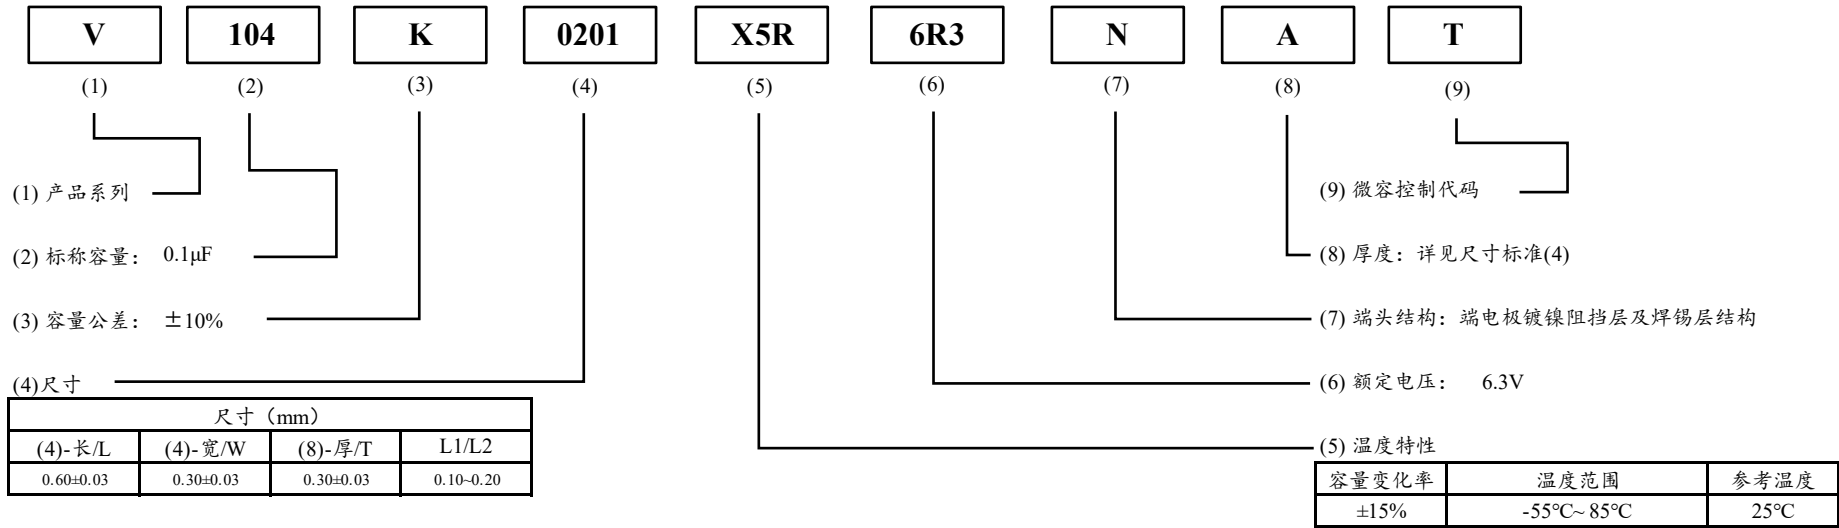 V 104 K 0201 X5R 6R3 N A T
(1) (2) (3) (4) (5) (6) (7) (8) (9)
(1) 产品系列
(2) 标称容量： 0.1μF
(3) 容量公差： ±10%
(4)尺寸
尺寸（mm）
(4)-长/L (4)-宽/W (8)-厚/T L1/L2
0.60±0.03 0.30±0.03 0.30±0.03 0.10~0.20
(9) 微容控制代码
(8) 厚度：详见尺寸标准(4)
(7) 端头结构：端电极镀镍阻挡层及焊锡层结构
(6) 额定电压： 6.3V
(5) 温度特性
容量变化率 温度范围 参考温度
±15% -55℃~ 85℃ 25℃